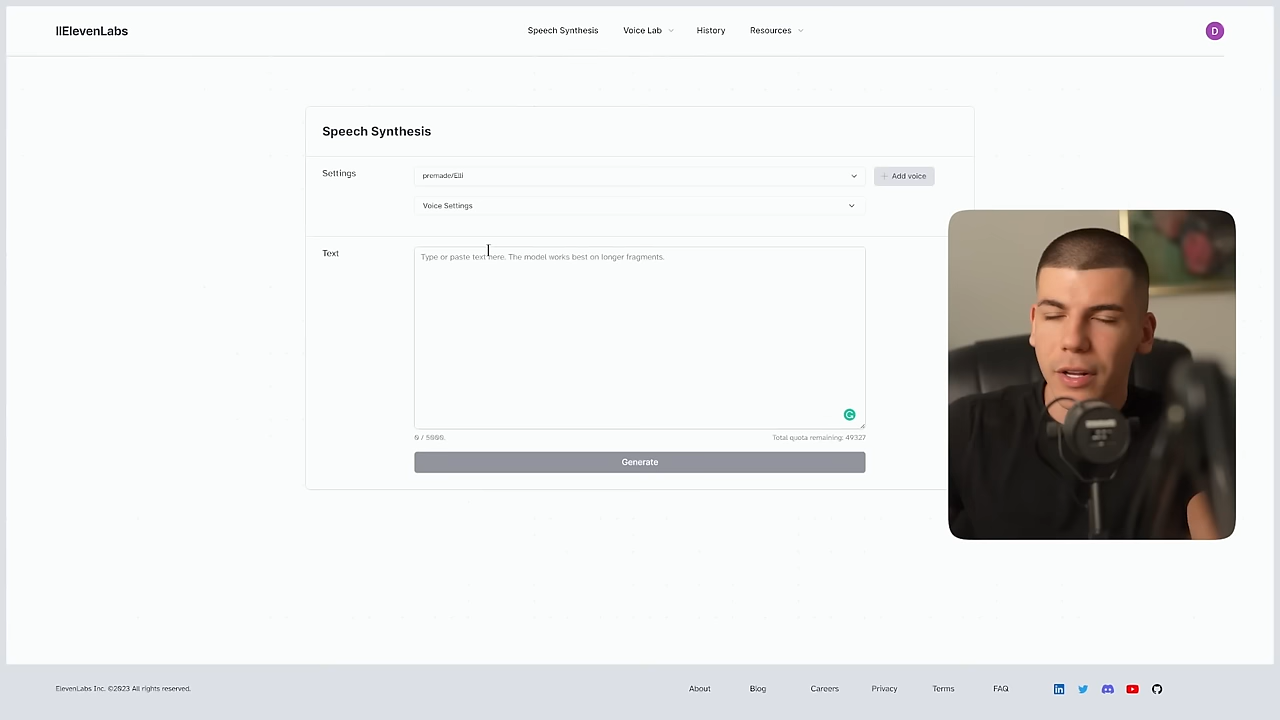 IIElevenLabs
Speech Synthesis
Voice Lab
History
Resources
D
Speech Synthesis
Settings
premade/Elli
+ Add voice
Voice Settings
Text
Type or paste text here. The model works best on longer fragments.
0 / 5000.
Total quota remaining: 49327
Generate
ElevenLabs Inc. ©2023 All rights reserved.
About
Blog
Careers
Privacy
Terms
FAQ